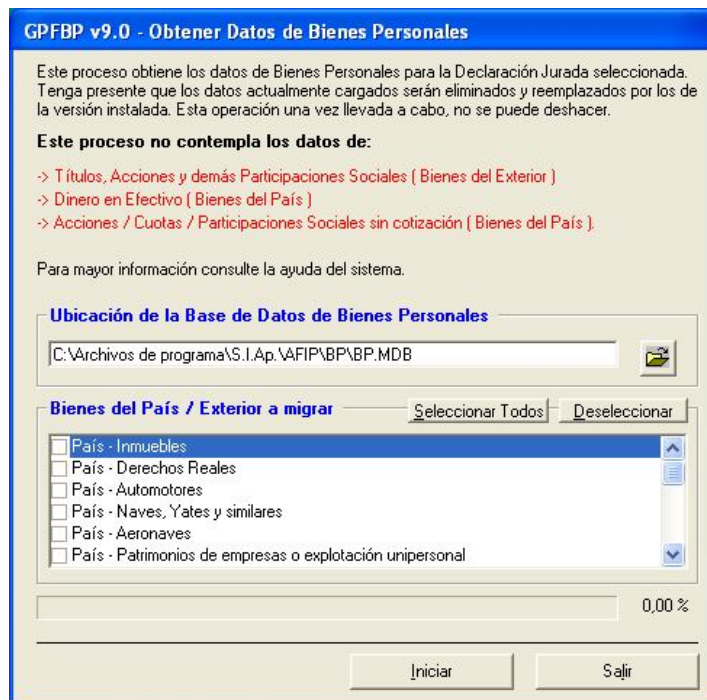 GPFBP v9.0 - Obtener Datos de Bienes Personales
Este proceso obtiene los datos de Bienes Personales para la Declaración Jurada seleccionada.
Tenga presente que los datos actualmente cargados serán eliminados y reemplazados por los de
la versión instalada. Esta operación una vez llevada a cabo, no se puede deshacer.
Este proceso no contempla los datos de:
-> Títulos, Acciones y demás Participaciones Sociales ( Bienes del Exterior )
-> Dinero en Efectivo ( Bienes del País )
-> Acciones / Cuotas / Participaciones Sociales sin cotización ( Bienes del País ).
Para mayor información consulte la ayuda del sistema.
Ubicación de la Base de Datos de Bienes Personales
C:\Archivos de programa\S.I.Ap.\AFIP\BP\BP.MDB
Bienes del País / Exterior a migrar Seleccionar Todos Deseleccionar
País - Inmuebles
País - Derechos Reales
País - Automotores
País - Naves, Yates y similares
País - Aeronaves
País - Patrimonios de empresas o explotación unipersonal
0,00 %
Iniciar Salir